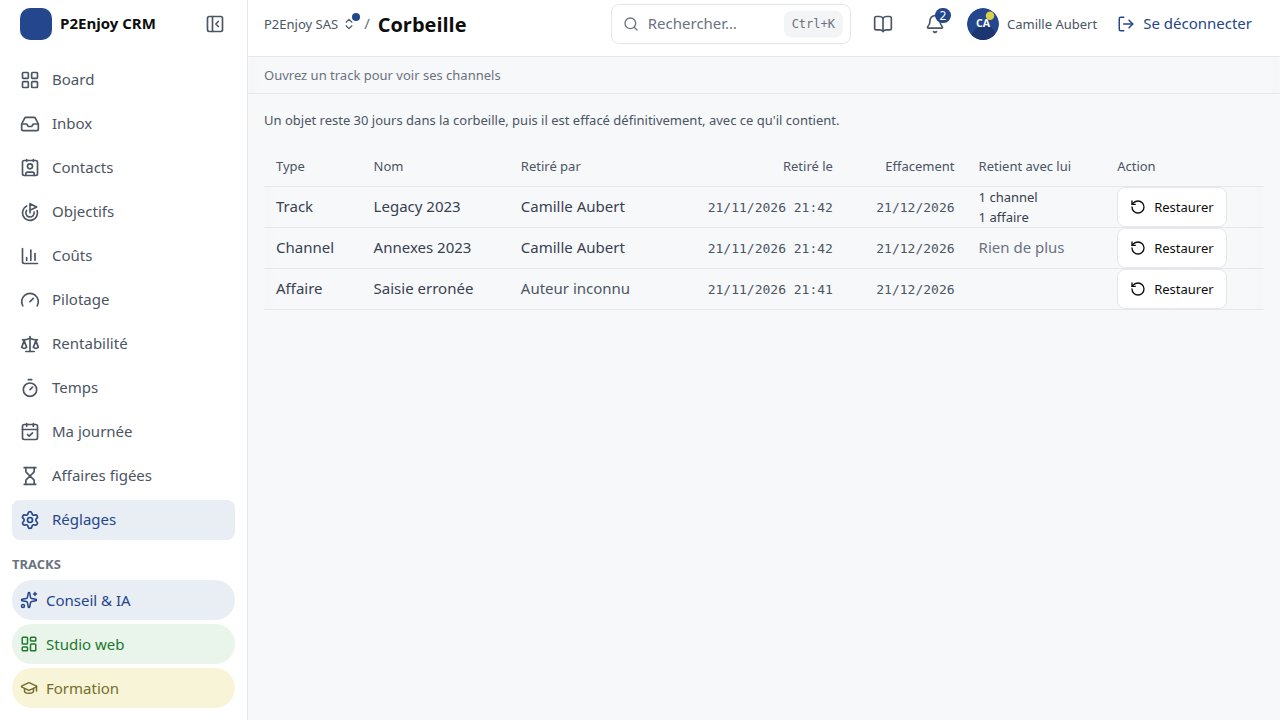 P2Enjoy CRM
Board
Inbox
Contacts
Objectifs
Coûts
Pilotage
Rentabilité
Temps
Ma journée
Affaires figées
Réglages
TRACKS
Conseil & IA
Studio web
Formation
P2Enjoy SAS / Corbeille
Rechercher... Ctrl+K
2
CA Camille Aubert
Se déconnecter
Ouvrez un track pour voir ses channels
Un objet reste 30 jours dans la corbeille, puis il est effacé définitivement, avec ce qu'il contient.
Type Nom Retiré par Retiré le Effacement Retient avec lui Action
Track Legacy 2023 Camille Aubert 21/11/2026 21:42 21/12/2026 1 channel 1 affaire Restaurer
Channel Annexes 2023 Camille Aubert 21/11/2026 21:42 21/12/2026 Rien de plus Restaurer
Affaire Saisie erronée Auteur inconnu 21/11/2026 21:41 21/12/2026 Restaurer